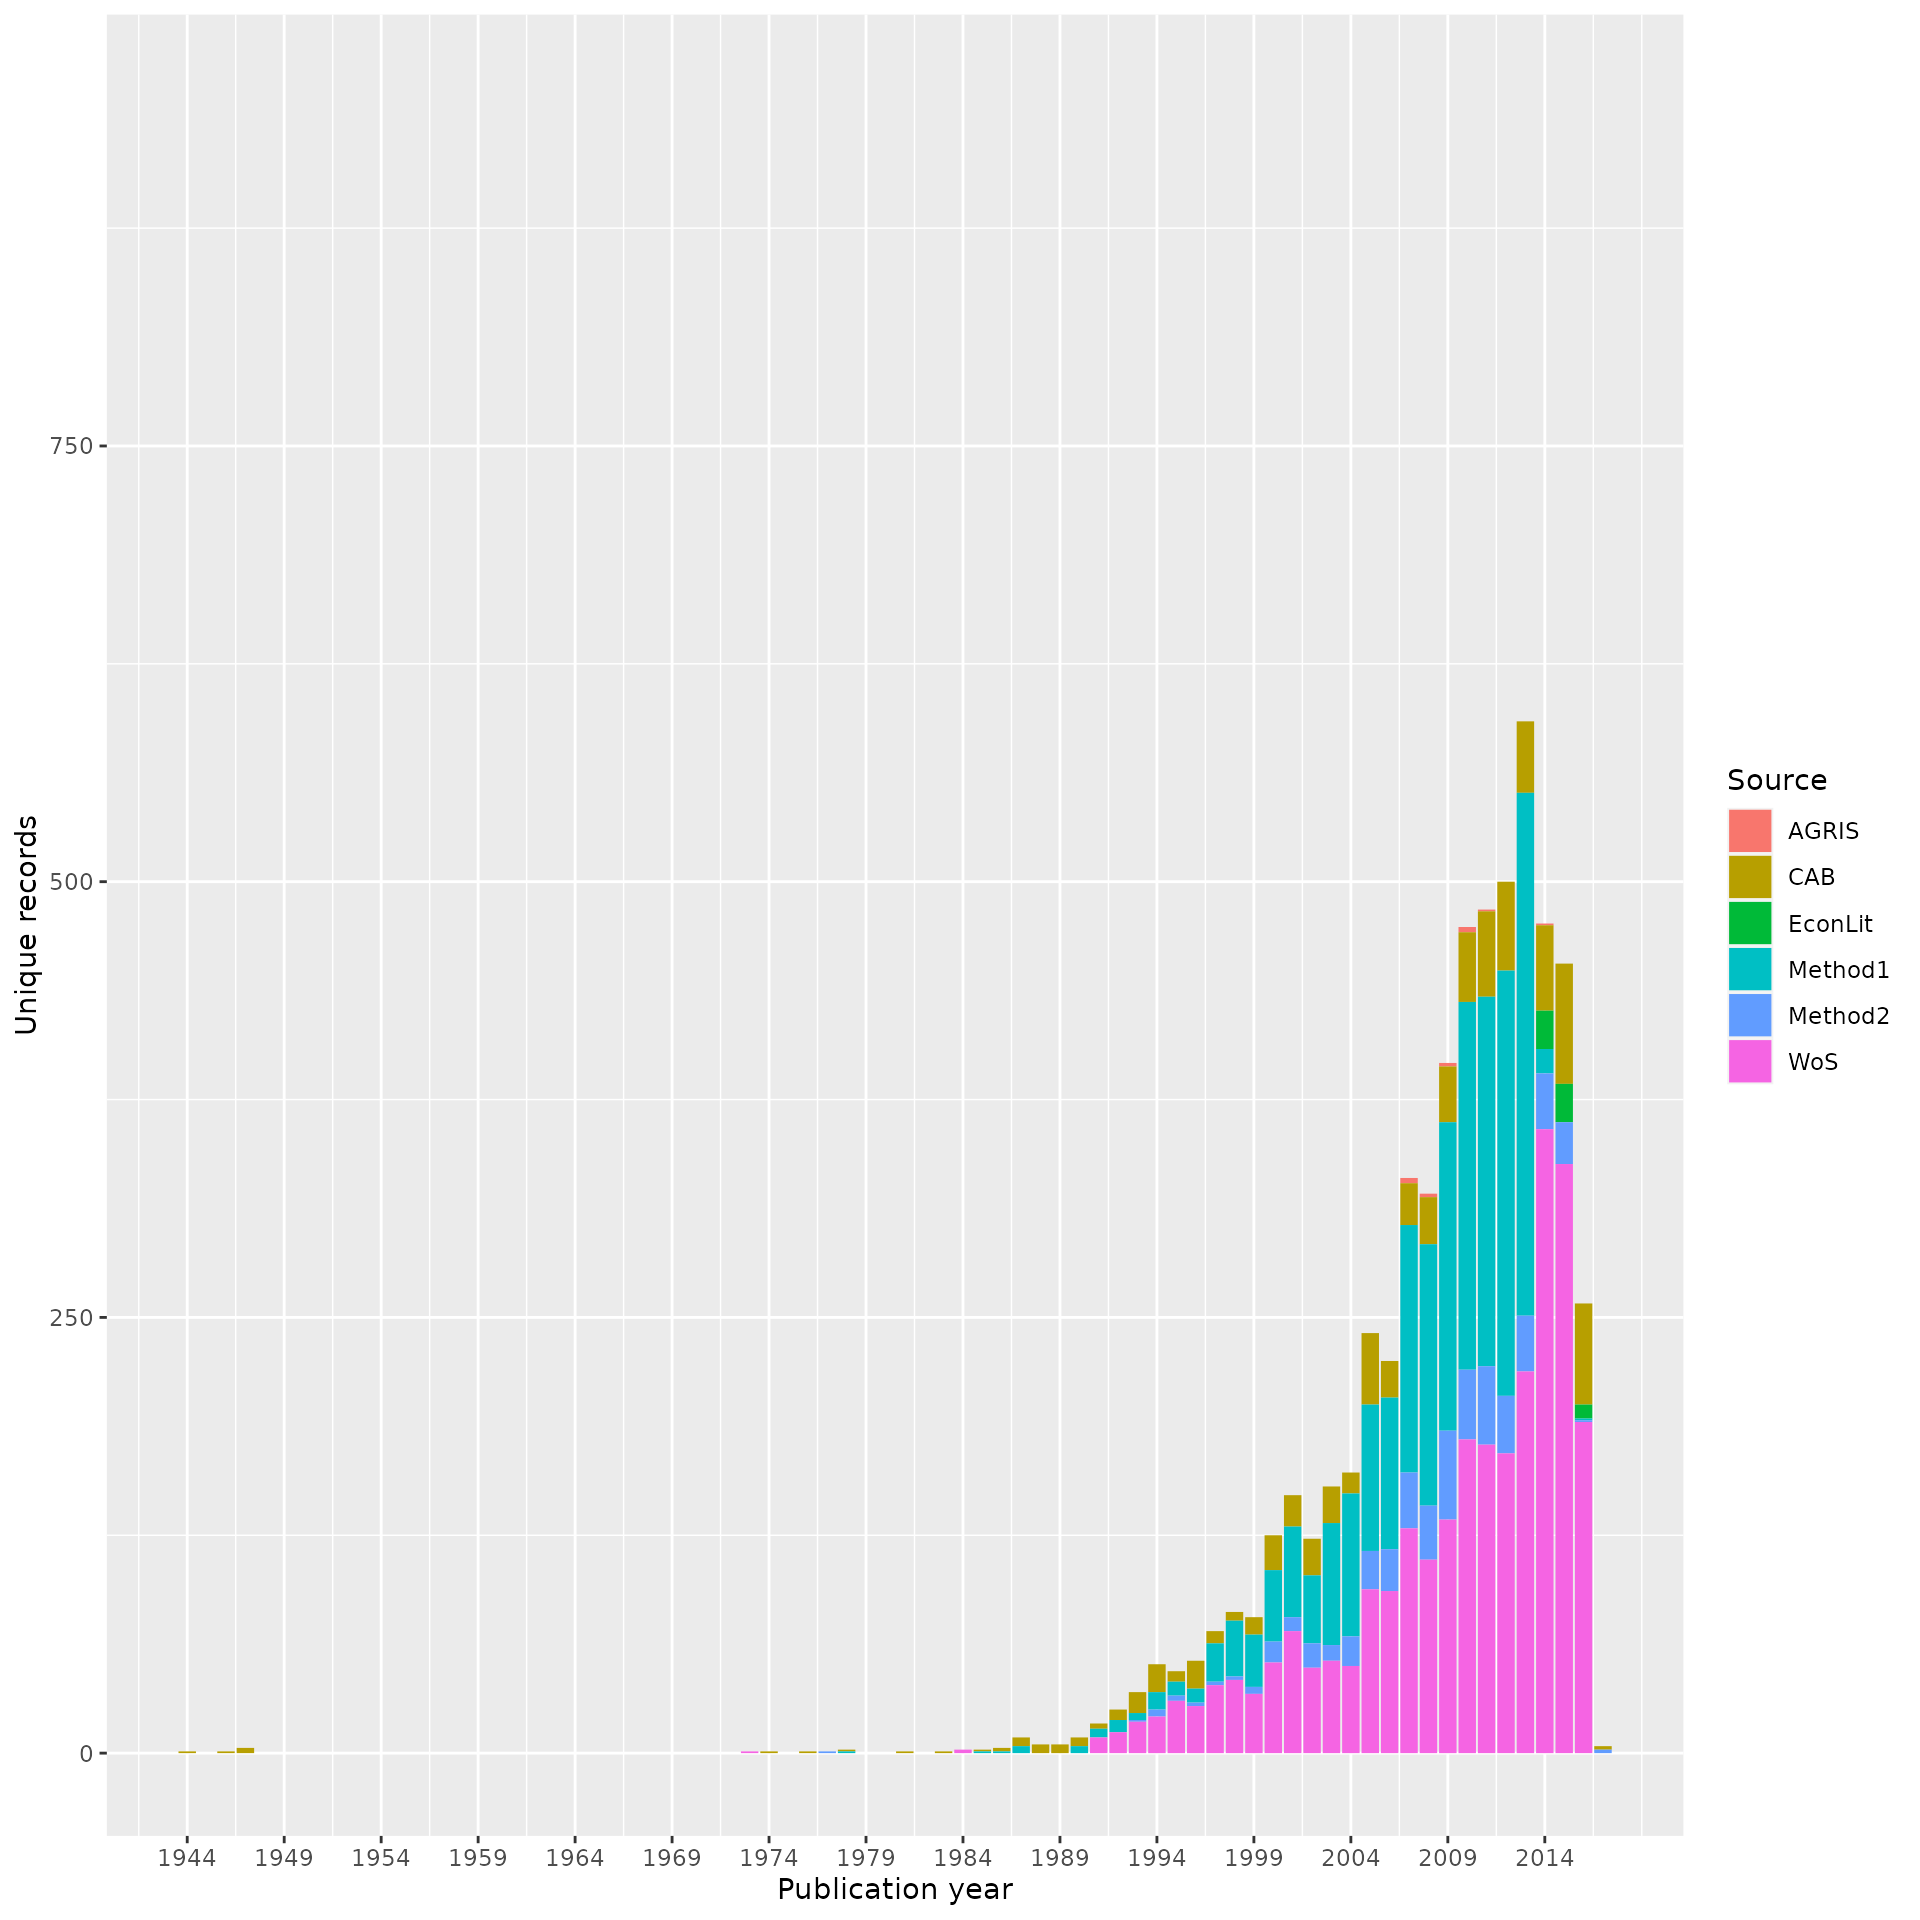 750
500
250
0
Unique records
1944 1949 1954 1959 1964 1969 1974 1979 1984 1989 1994 1999 2004 2009 2014
Publication year
Source
AGRIS
CAB
EconLit
Method1
Method2
WoS